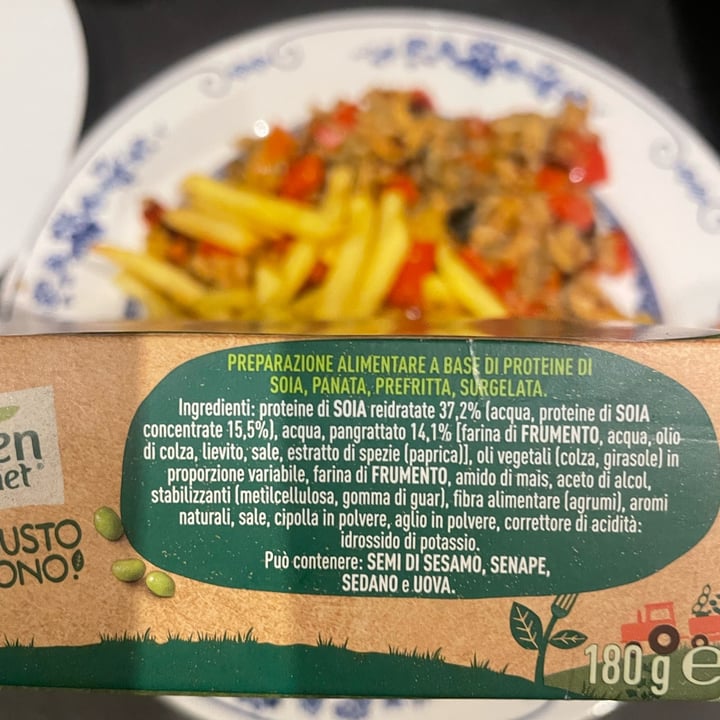 PREPARAZIONE ALIMENTARE A BASE DI PROTEINE DI
SOIA, PANATA, PREFRITTA, SURGELATA.
Ingredienti: proteine di SOIA reidratate 37,2% (acqua, proteine di SOIA
concentrate 15,5%), acqua, pangrattato 14,1% [farina di FRUMENTO, acqua, olio
di colza, lievito, sale, estratto di spezie (paprica)], oli vegetali (colza, girasole) in
proporzione variabile, farina di FRUMENTO, amido di mais, aceto di alcol,
stabilizzanti (metilcellulosa, gomma di guar), fibra alimentare (agrumi), aromi
naturali, sale, cipolla in polvere, aglio in polvere, correttore di acidità:
idrossido di potassio.
Può contenere: SEMI DI SESAMO, SENAPE,
SEDANO e UOVA.
180 g e